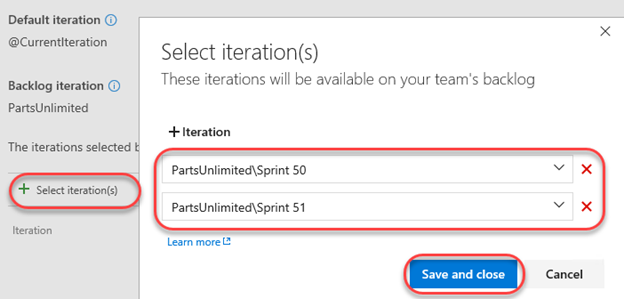 Default iteration
@CurrentIteration
Backlog iteration
PartsUnlimited
The iterations selected
+ Select iteration(s)
Iteration
Select iteration(s)
These iterations will be available on your team's backlog
+ Iteration
PartsUnlimited\Sprint 50
PartsUnlimited\Sprint 51
Learn more
Save and close
Cancel